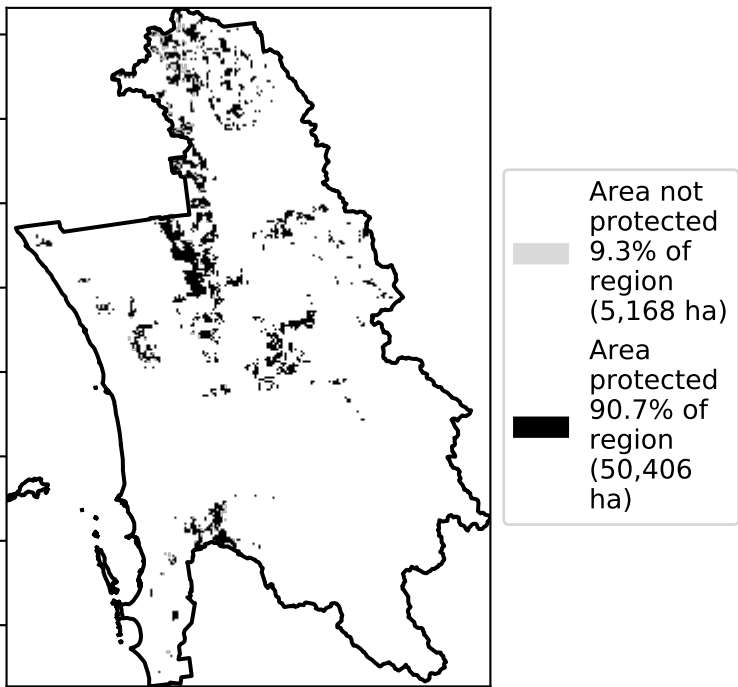 Area not
protected
9.3% of
region
(5,168 ha)
Area
protected
90.7% of
region
(50,406
ha)